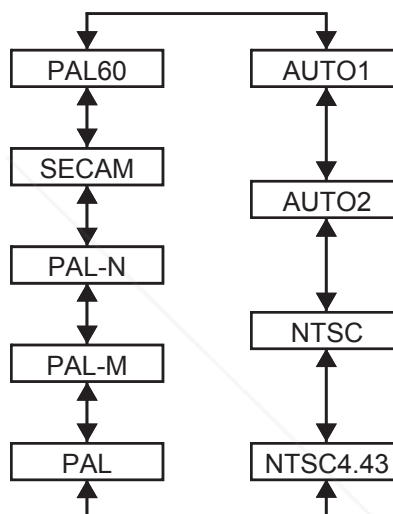 PAL60
SECAM
PAL-N
PAL-M
PAL
AUTO1
AUTO2
NTSC
NTSC4.43